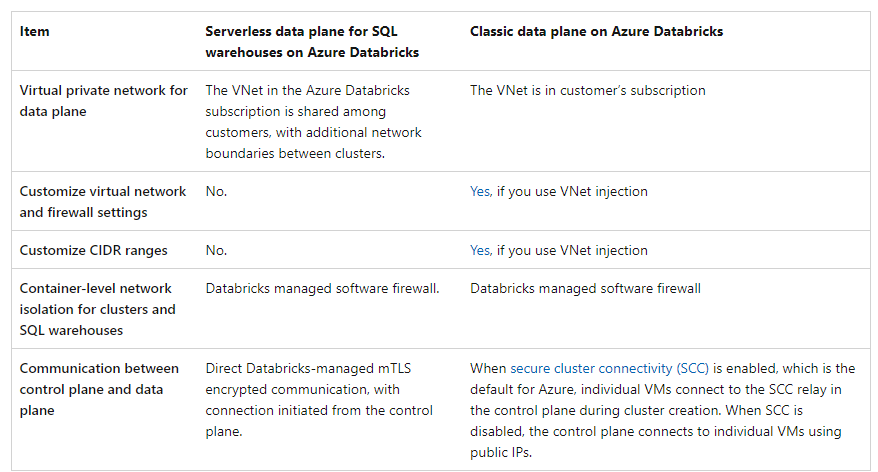 Item
Serverless data plane for SQL
warehouses on Azure Databricks
Classic data plane on Azure Databricks
Virtual private network for
data plane
The VNet in the Azure Databricks
subscription is shared among
customers, with additional network
boundaries between clusters.
The VNet is in customer’s subscription
Customize virtual network
and firewall settings
No.
Yes, if you use VNet injection
Customize CIDR ranges
No.
Yes, if you use VNet injection
Container-level network
isolation for clusters and
SQL warehouses
Databricks managed software firewall.
Databricks managed software firewall
Communication between
control plane and data
plane
Direct Databricks-managed mTLS
encrypted communication, with
connection initiated from the control
plane.
When secure cluster connectivity (SCC) is enabled, which is the
default for Azure, individual VMs connect to the SCC relay in
the control plane during cluster creation. When SCC is
disabled, the control plane connects to individual VMs using
public IPs.